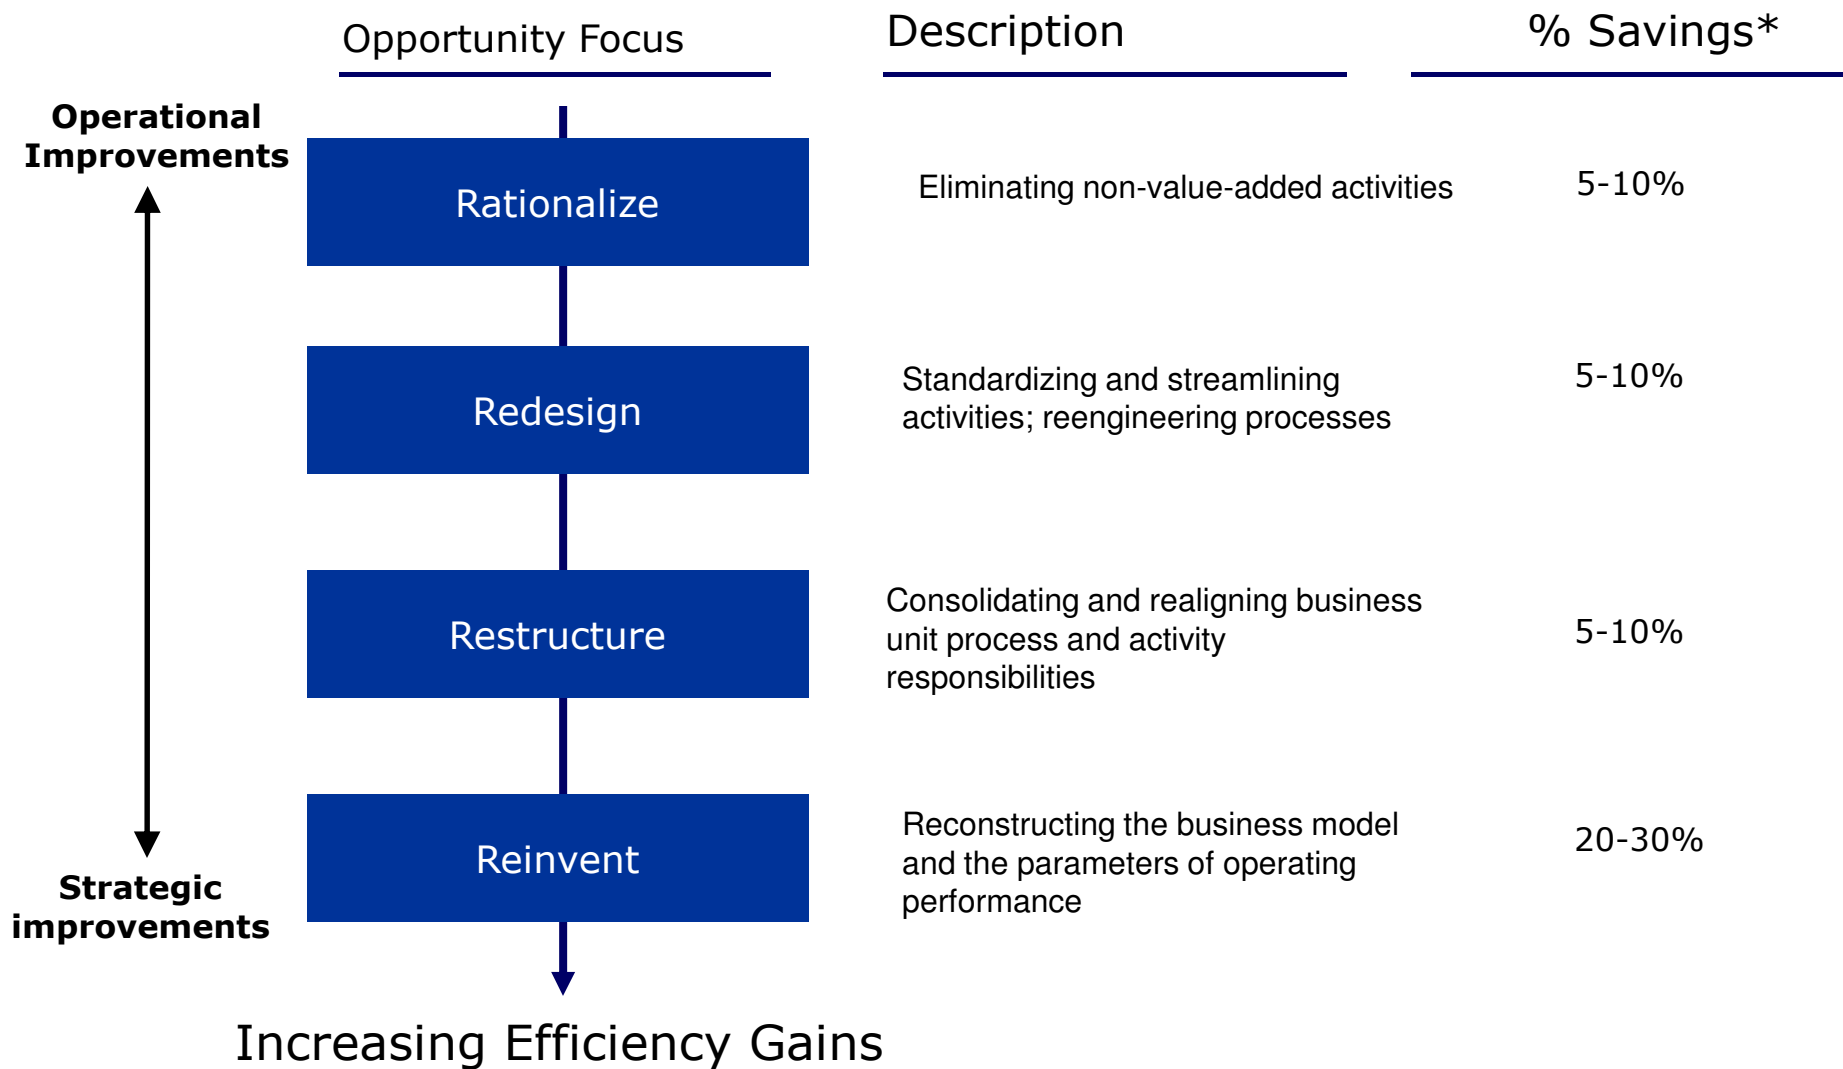 Opportunity Focus
Description
% Savings*
Operational
Improvements
Rationalize
Eliminating non-value-added activities
5-10%
Redesign
Standardizing and streamlining
activities; reengineering processes
5-10%
Restructure
Consolidating and realigning business
unit process and activity
responsibilities
5-10%
Reinvent
Reconstructing the business model
and the parameters of operating
performance
20-30%
Strategic
improvements
Increasing Efficiency Gains